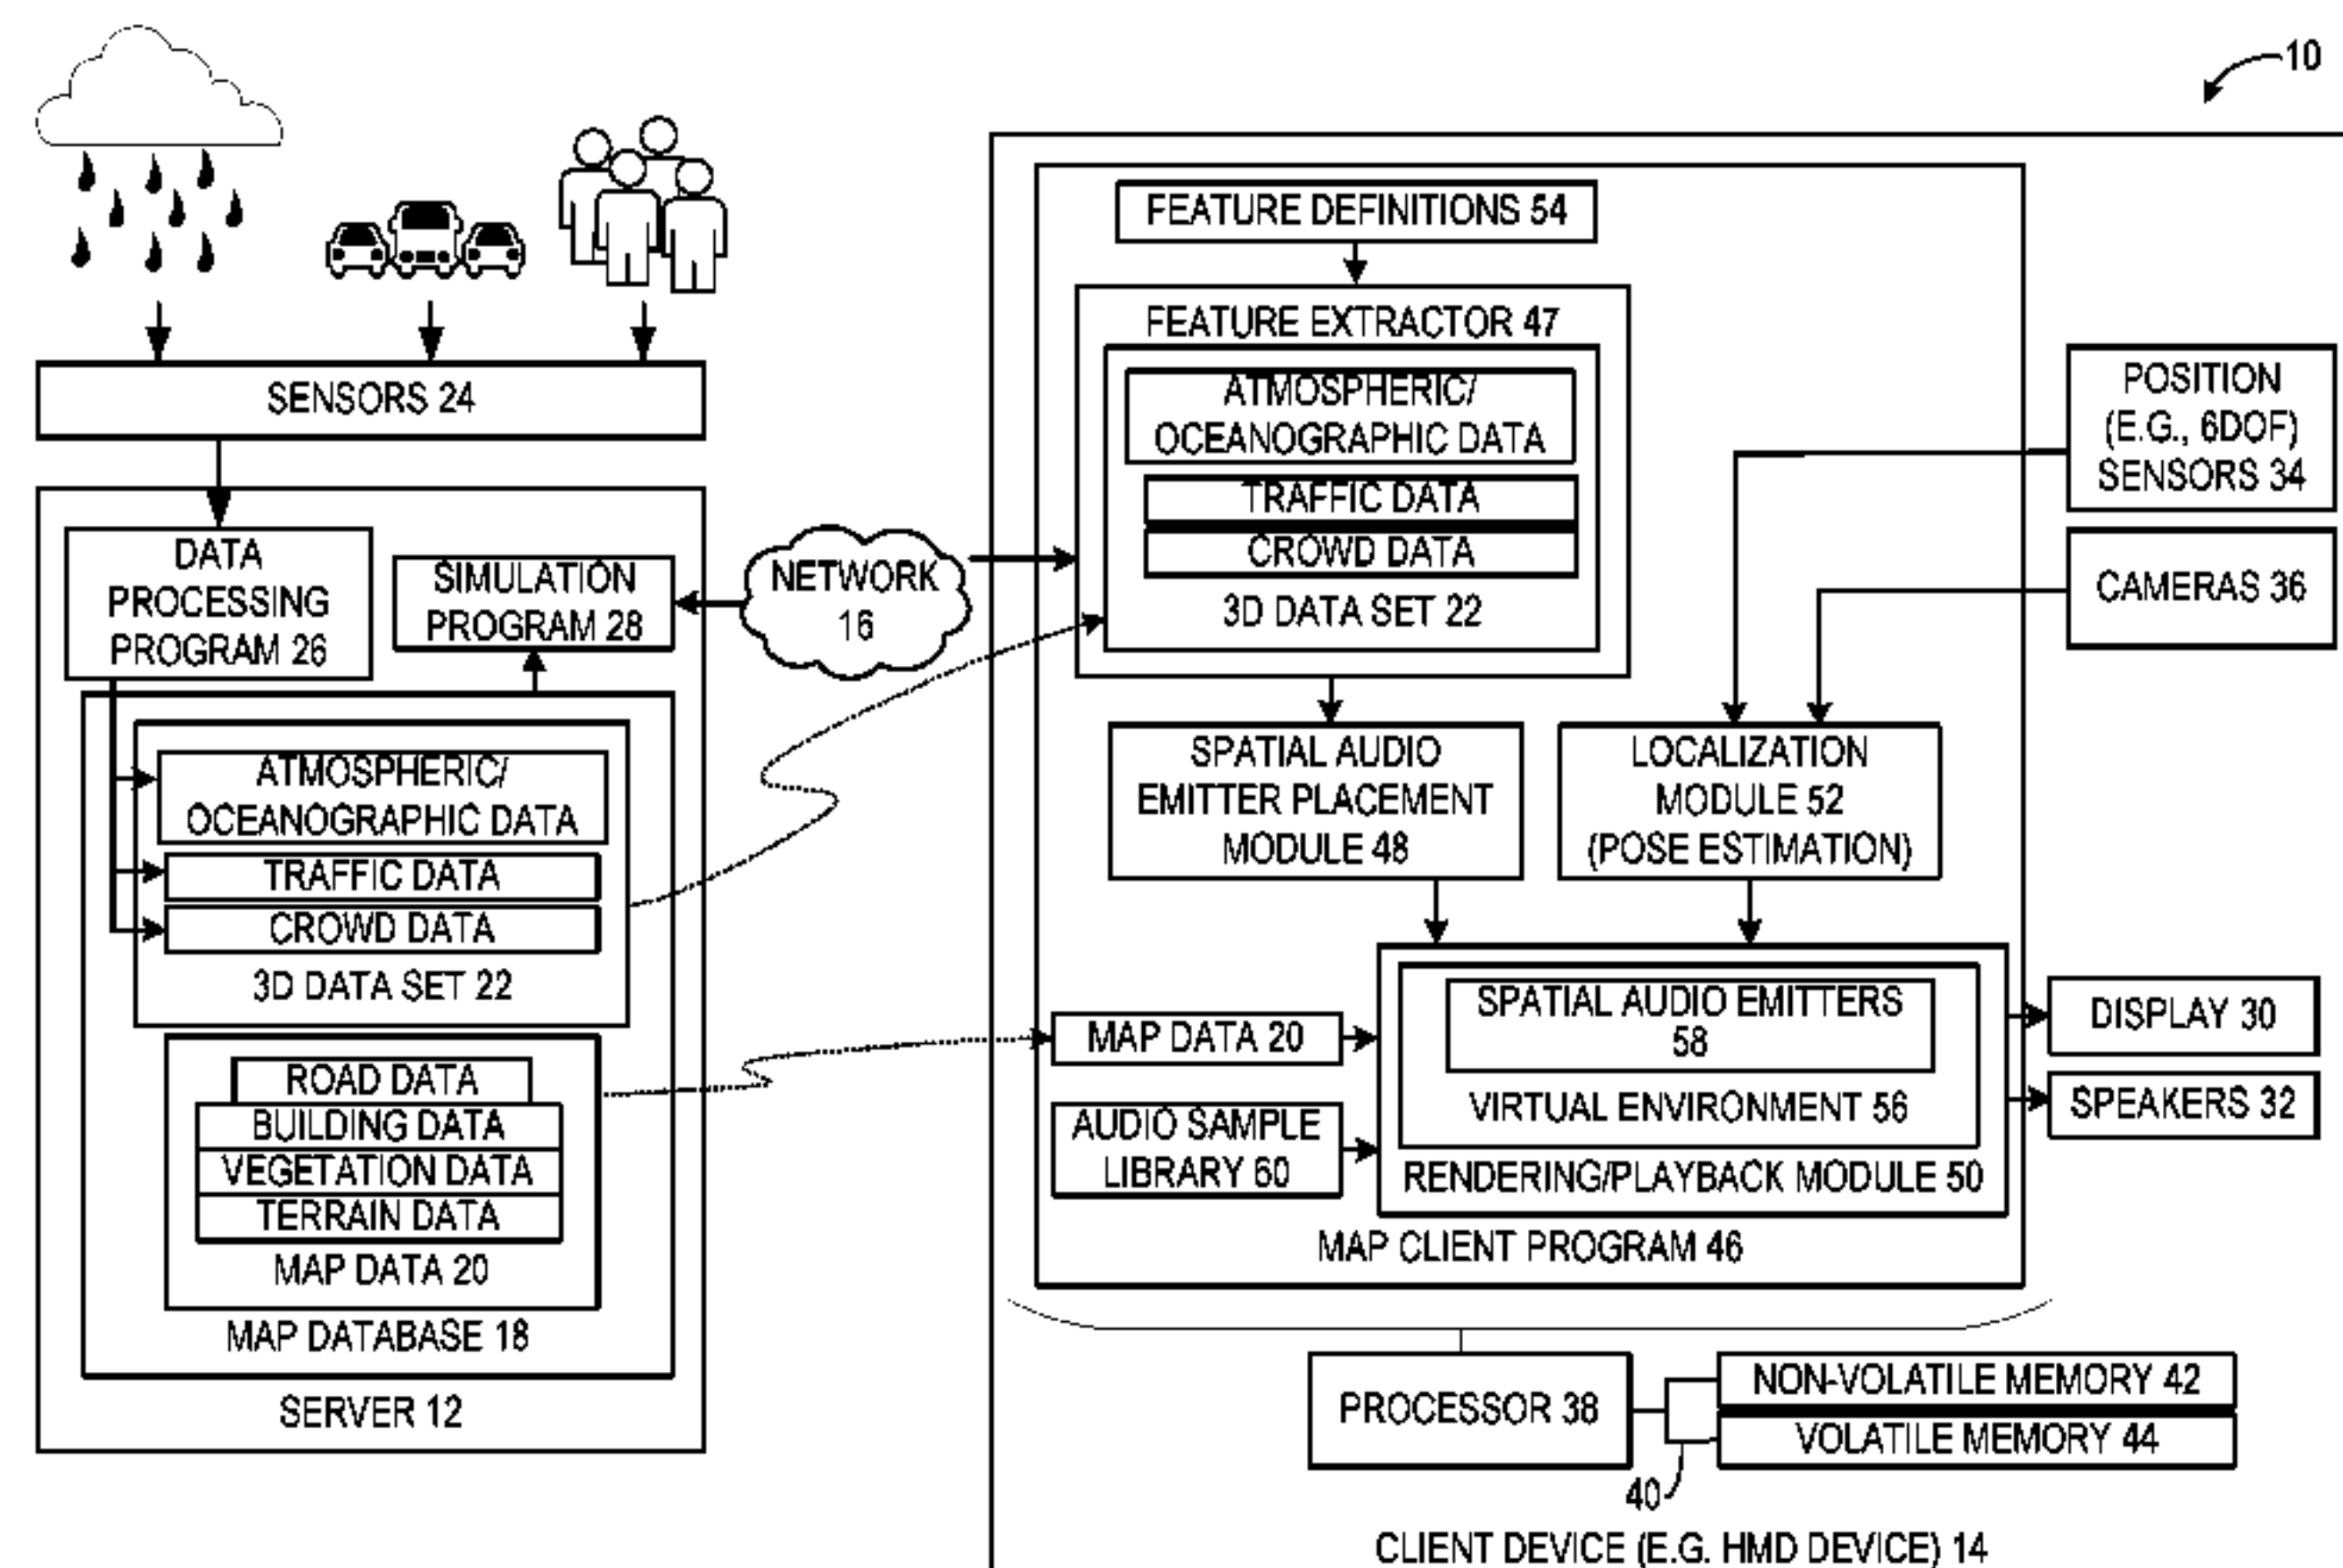 10
SENSORS 24
DATA
PROCESSING
PROGRAM 26
SIMULATION
PROGRAM 28
ATMOSPHERIC/
OCEANOGRAPHIC DATA
TRAFFIC DATA
CROWD DATA
3D DATA SET 22
ROAD DATA
BUILDING DATA
VEGETATION DATA
TERRAIN DATA
MAP DATA 20
MAP DATABASE 18
SERVER 12
NETWORK
16
FEATURE DEFINITIONS 54
FEATURE EXTRACTOR 47
ATMOSPHERIC/
OCEANOGRAPHIC DATA
TRAFFIC DATA
CROWD DATA
3D DATA SET 22
POSITION
(E.G., 6DOF)
SENSORS 34
CAMERAS 36
SPATIAL AUDIO
EMITTER PLACEMENT
MODULE 48
LOCALIZATION
MODULE 52
(POSE ESTIMATION)
MAP DATA 20
AUDIO SAMPLE
LIBRARY 60
SPATIAL AUDIO EMITTERS
58
VIRTUAL ENVIRONMENT 56
RENDERING/PLAYBACK MODULE 50
DISPLAY 30
SPEAKERS 32
MAP CLIENT PROGRAM 46
PROCESSOR 38
NON-VOLATILE MEMORY 42
VOLATILE MEMORY 44
40
CLIENT DEVICE (E.G. HMD DEVICE) 14